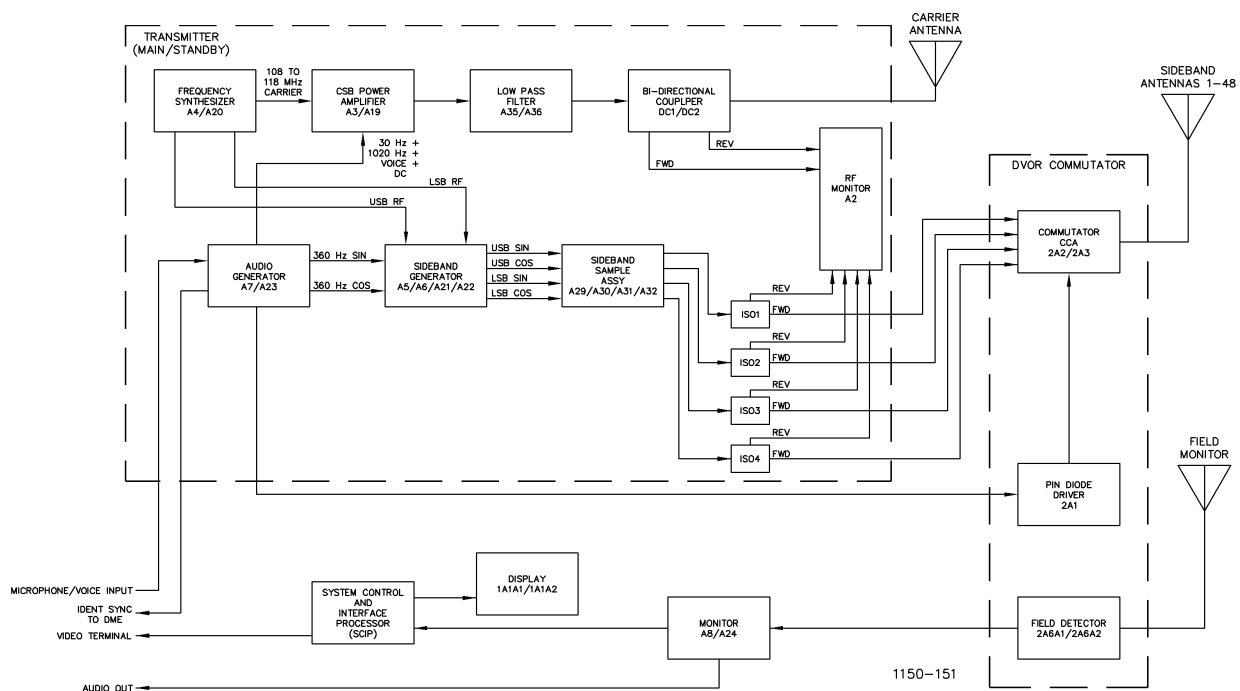 TRANSMITTER
(MAIN/STANDBY)
CARRIER
ANTENNA
SIDEBAND
ANTENNAS 1-48
FREQUENCY
SYNTHESIZER
A4/A20
108 TO
118 MHz
CARRIER
CSB POWER
AMPLIFIER
A3/A19
LOW PASS
FILTER
A35/A36
BI-DIRECTIONAL
COUPLPER
DC1/DC2
30 Hz +
1020 Hz +
VOICE +
DC
REV
FWD
RF
MONITOR
A2
LSB RF
USB RF
DVOR COMMUTATOR
AUDIO
GENERATOR
A7/A23
360 Hz SIN
360 Hz COS
SIDEBAND
GENERATOR
A5/A6/A21/A22
USB SIN
USB COS
LSB SIN
LSB COS
SIDEBAND
SAMPLE
ASSY
A29/A30/A31/A32
COMMUTATOR
CCA
2A2/2A3
REV
ISO1
FWD
REV
ISO2
FWD
REV
ISO3
FWD
REV
ISO4
FWD
FIELD
MONITOR
PIN DIODE
DRIVER
2A1
MICROPHONE/VOICE INPUT
IDENT SYNC
TO DME
VIDEO TERMINAL
AUDIO OUT
SYSTEM CONTROL
AND
INTERFACE
PROCESSOR
(SCIP)
DISPLAY
1A1A1/1A1A2
MONITOR
A8/A24
FIELD DETECTOR
2A6A1/2A6A2
1150-151